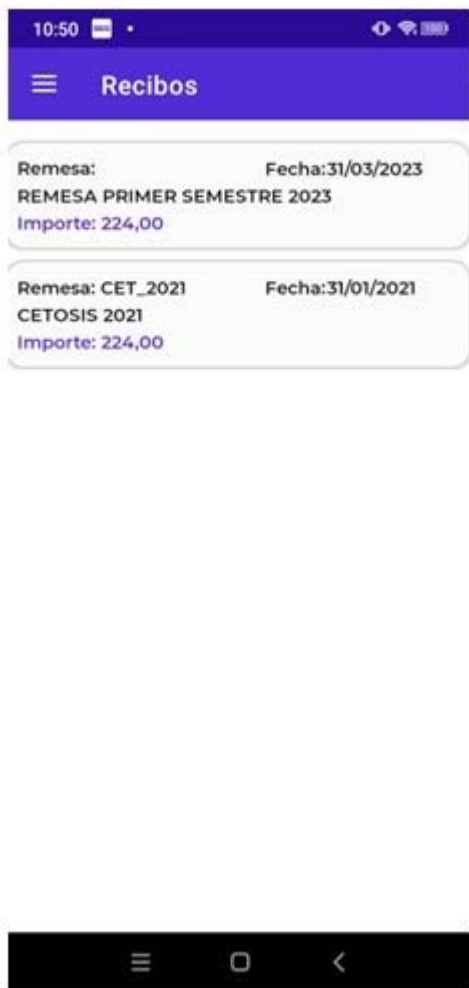 10:50
Recibos
Remesa: Fecha:31/03/2023
REMESA PRIMER SEMESTRE 2023
Importe: 224,00
Remesa: CET_2021 Fecha:31/01/2021
CETOSIS 2021
Importe: 224,00